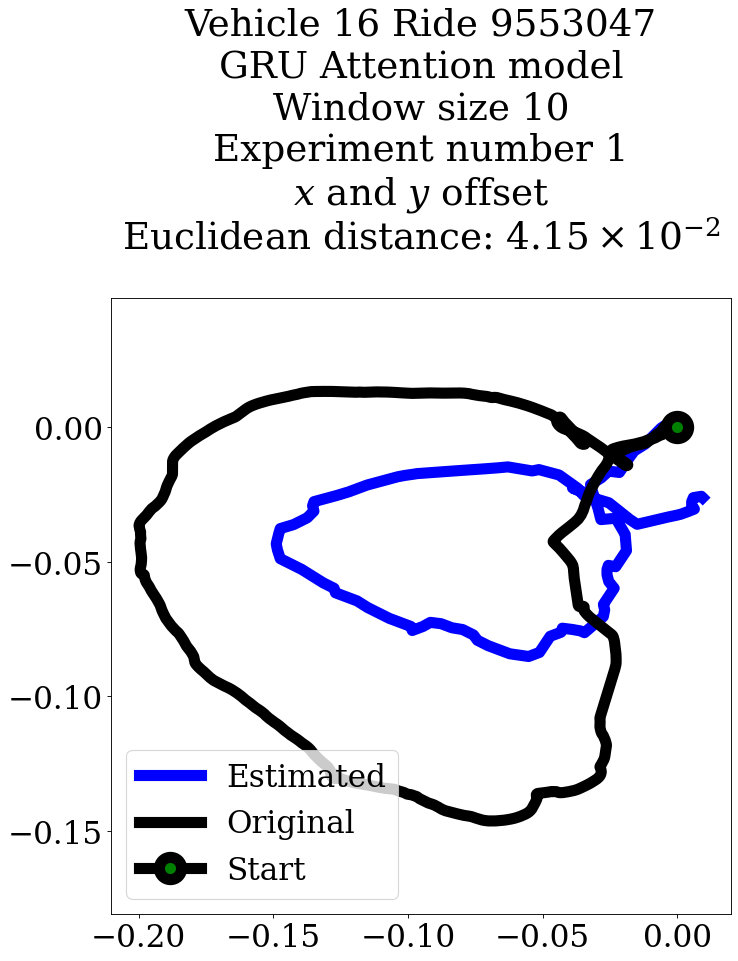 Vehicle 16 Ride 9553047
GRU Attention model
Window size 10
Experiment number 1
x and y offset
Euclidean distance: 4.15 × 10⁻²
0.00
−0.05
−0.10
−0.15
Estimated
Original
Start
−0.20 −0.15 −0.10 −0.05 0.00